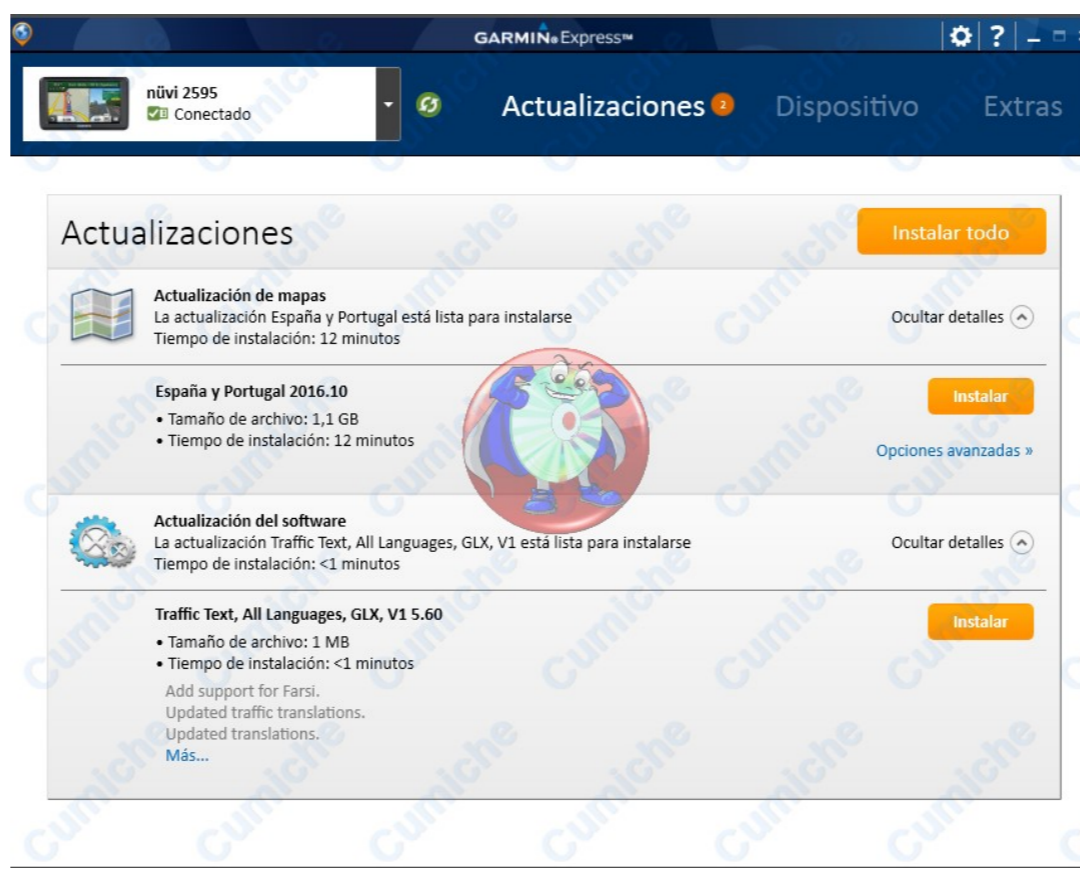 GARMIN® Express™
?
nüvi 2595
Conectado
Actualizaciones 2
Dispositivo
Extras
Actualizaciones
Instalar todo
Actualización de mapas
La actualización España y Portugal está lista para instalarse
Tiempo de instalación: 12 minutos
Ocultar detalles
España y Portugal 2016.10
• Tamaño de archivo: 1,1 GB
• Tiempo de instalación: 12 minutos
Instalar
Opciones avanzadas »
Actualización del software
La actualización Traffic Text, All Languages, GLX, V1 está lista para instalarse
Tiempo de instalación: <1 minutos
Ocultar detalles
Traffic Text, All Languages, GLX, V1 5.60
• Tamaño de archivo: 1 MB
• Tiempo de instalación: <1 minutos
Instalar
Add support for Farsi.
Updated traffic translations.
Updated translations.
Más...
Cumiche